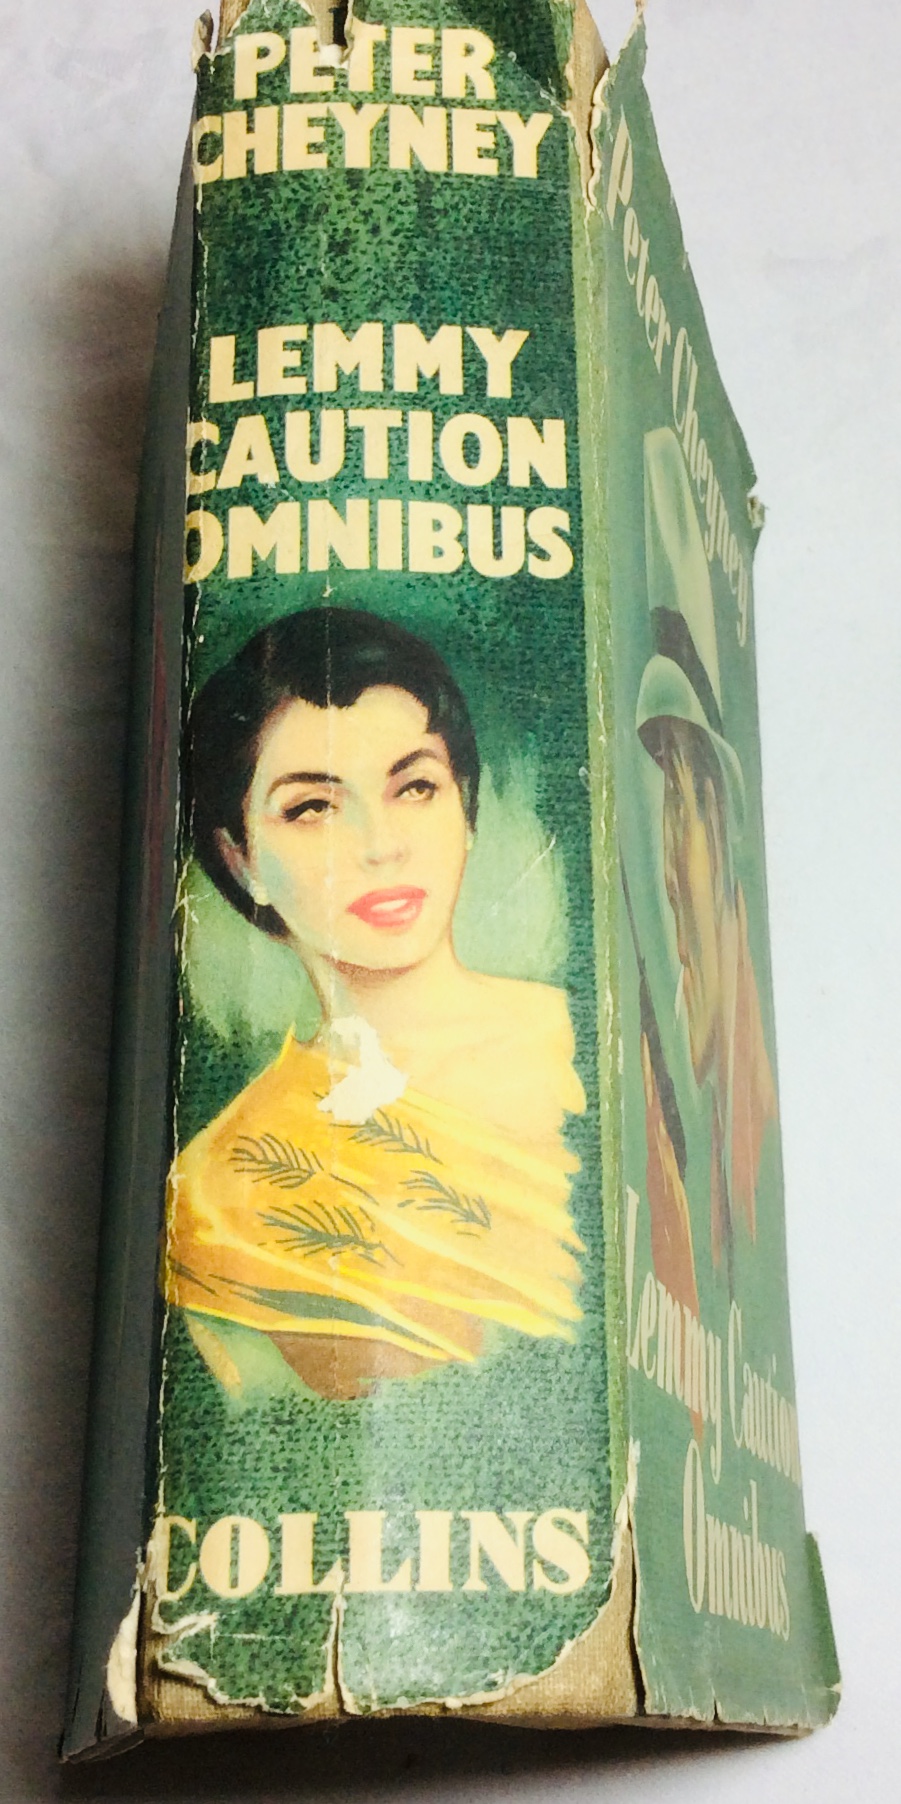 PETER
CHEYNEY
LEMMY
CAUTION
OMNIBUS
COLLINS
Peter Cheyney
Lemmy Caution
Omnibus